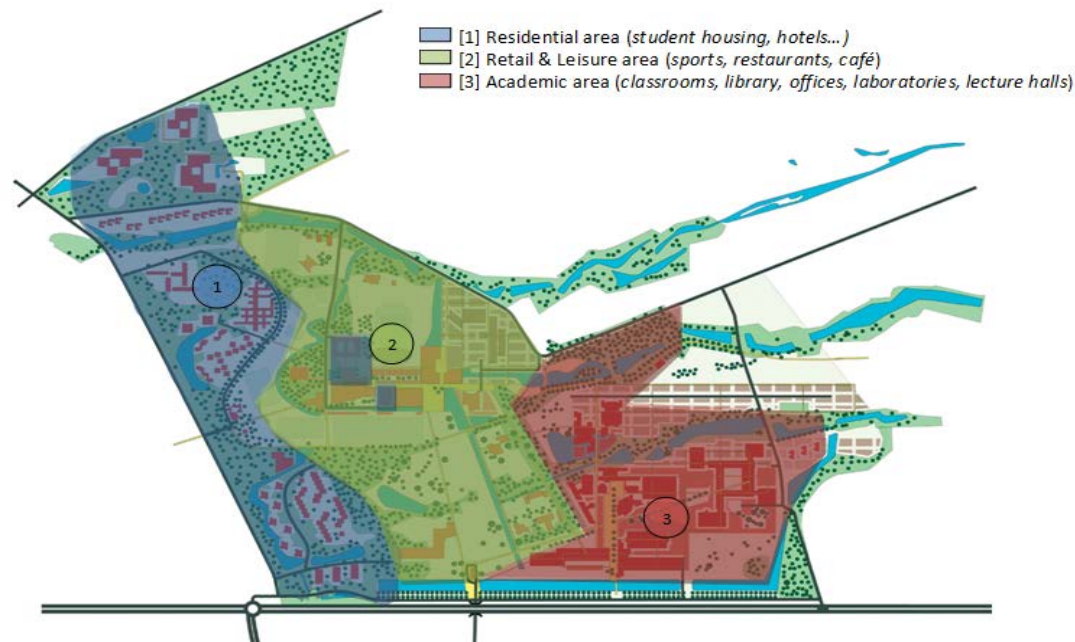 [1] Residential area (student housing, hotels...)
[2] Retail & Leisure area (sports, restaurants, café)
[3] Academic area (classrooms, library, offices, laboratories, lecture halls)
1
2
3